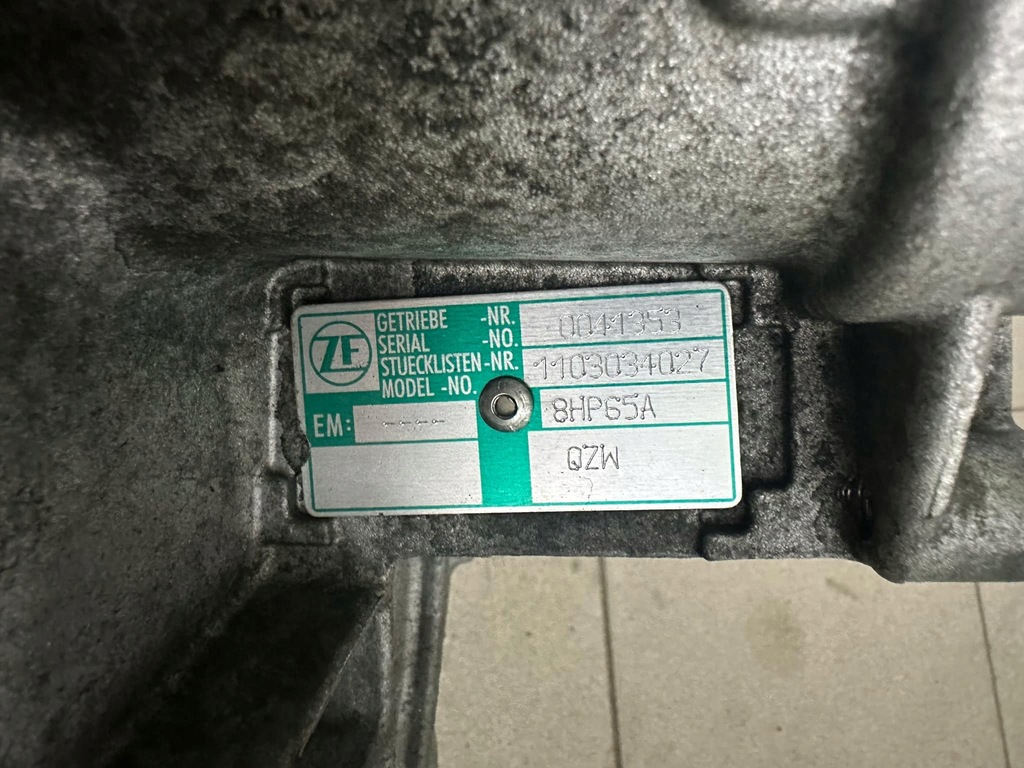 ZF
GETRIEBE -NR. 0041353
SERIAL -NO.
STUECKLISTEN-NR. 1103034027
MODEL -NO.
8HP65A
EM: ----
QZW